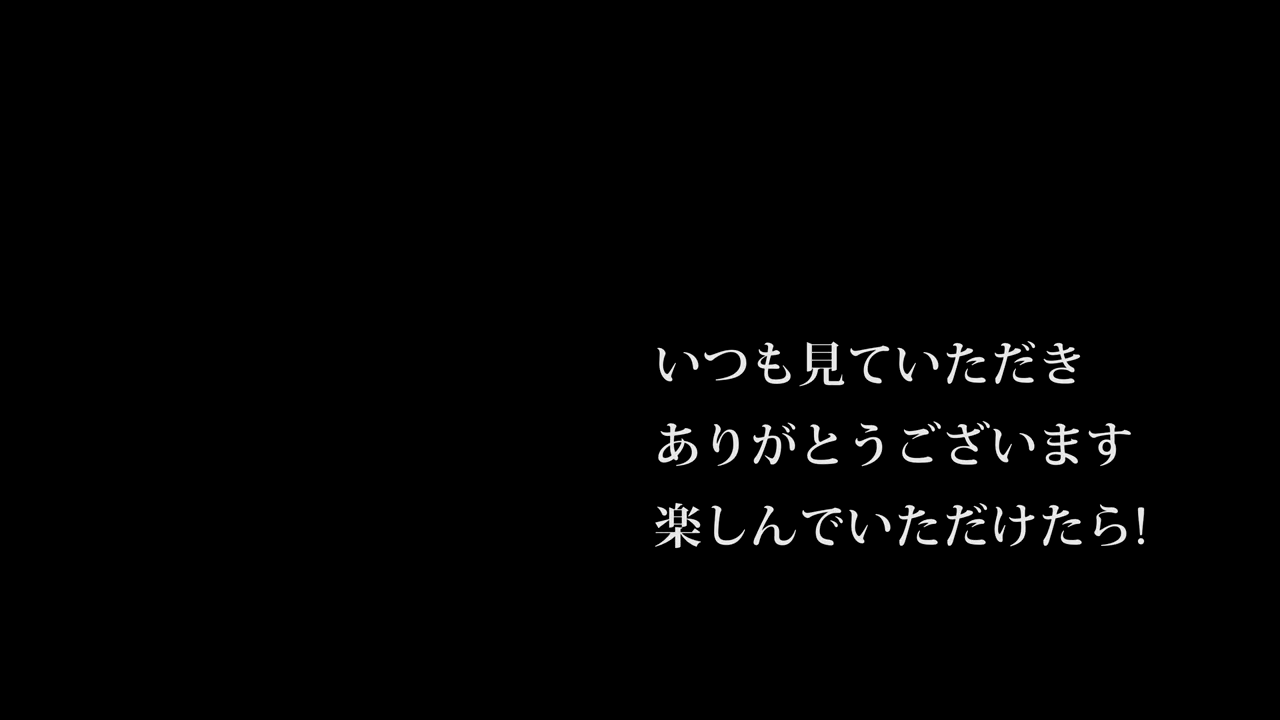 いつも見ていただき
ありがとうございます
楽しんでいただけたら!